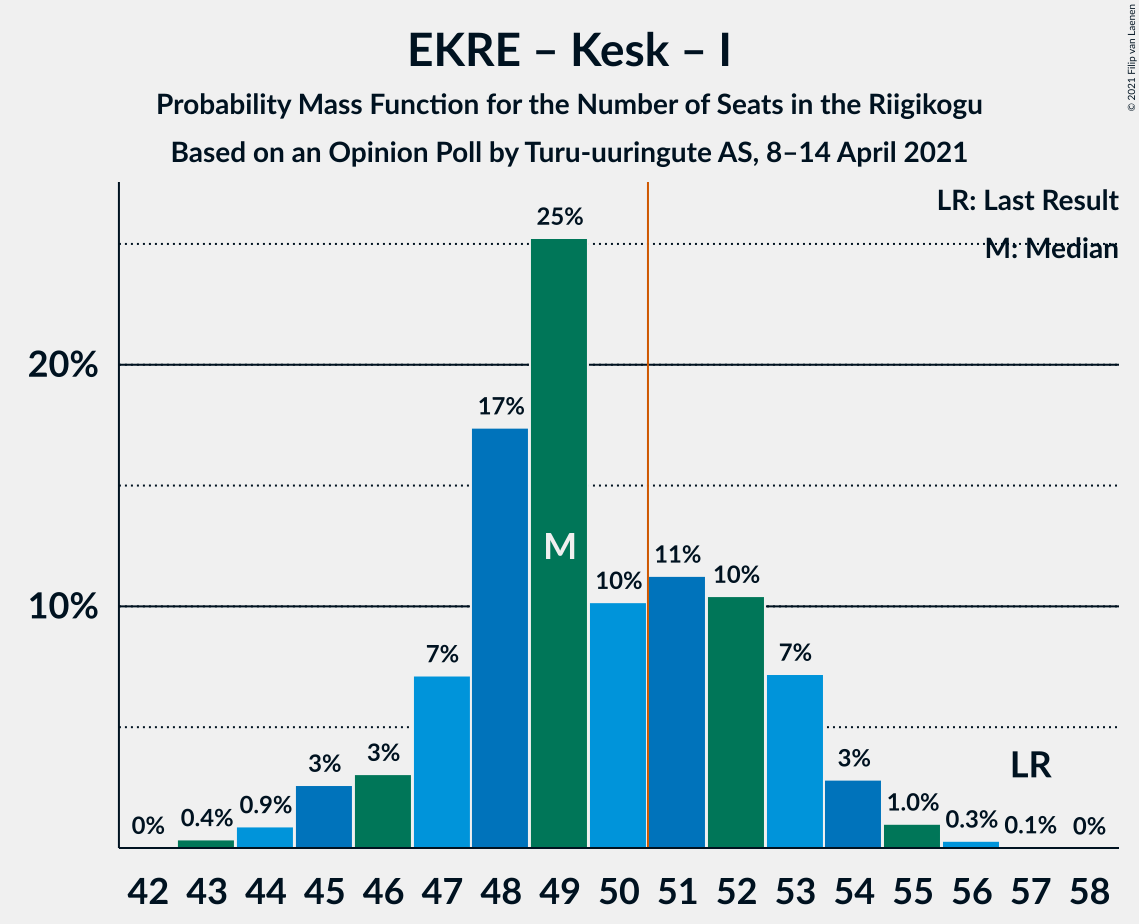 EKRE – Kesk – I
Probability Mass Function for the Number of Seats in the Riigikogu
Based on an Opinion Poll by Turu-uuringute AS, 8–14 April 2021
© 2021 Filip van Laenen
LR: Last Result
M: Median
20%
10%
0%
0.4%
0.9%
3%
3%
7%
17%
25%
10%
11%
10%
7%
3%
1.0%
0.3%
0.1%
0%
M
LR
42 43 44 45 46 47 48 49 50 51 52 53 54 55 56 57 58